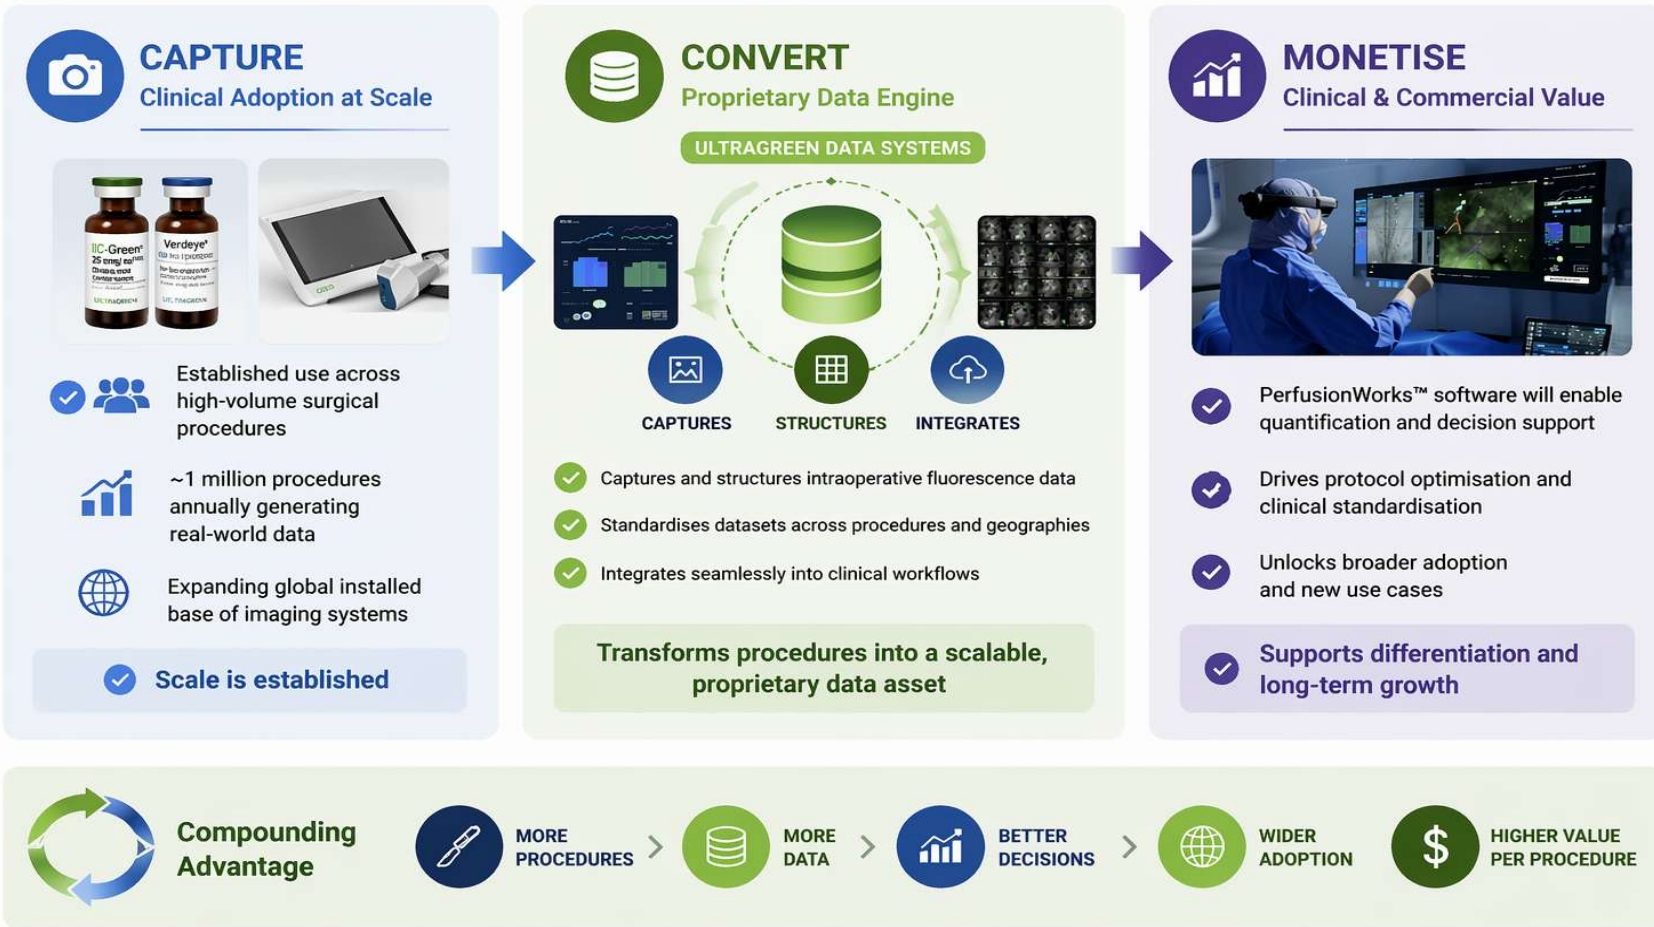 CAPTURE
Clinical Adoption at Scale
Verdeye®
ULTRAGREEN
Established use across
high-volume surgical
procedures
~1 million procedures
annually generating
real-world data
Expanding global installed
base of imaging systems
Scale is established
CONVERT
Proprietary Data Engine
ULTRAGREEN DATA SYSTEMS
CAPTURES
STRUCTURES
INTEGRATES
Captures and structures intraoperative fluorescence data
Standardises datasets across procedures and geographies
Integrates seamlessly into clinical workflows
Transforms procedures into a scalable,
proprietary data asset
MONETISE
Clinical & Commercial Value
PerfusionWorks™ software will enable
quantification and decision support
Drives protocol optimisation and
clinical standardisation
Unlocks broader adoption
and new use cases
Supports differentiation and
long-term growth
Compounding
Advantage
MORE
PROCEDURES
MORE
DATA
BETTER
DECISIONS
WIDER
ADOPTION
$
HIGHER VALUE
PER PROCEDURE